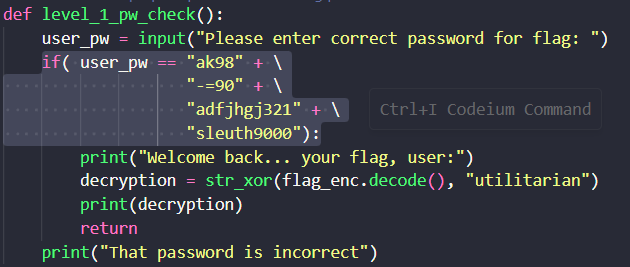 def level_1_pw_check():
    user_pw = input("Please enter correct password for flag: ")
    if( user_pw == "ak98" + \
                   "-=90" + \
                   "adfjhgj321" + \
                   "sleuth9000"):
Ctrl+I Codeium Command
        print("Welcome back... your flag, user:")
        decryption = str_xor(flag_enc.decode(), "utilitarian")
        print(decryption)
        return
    print("That password is incorrect")